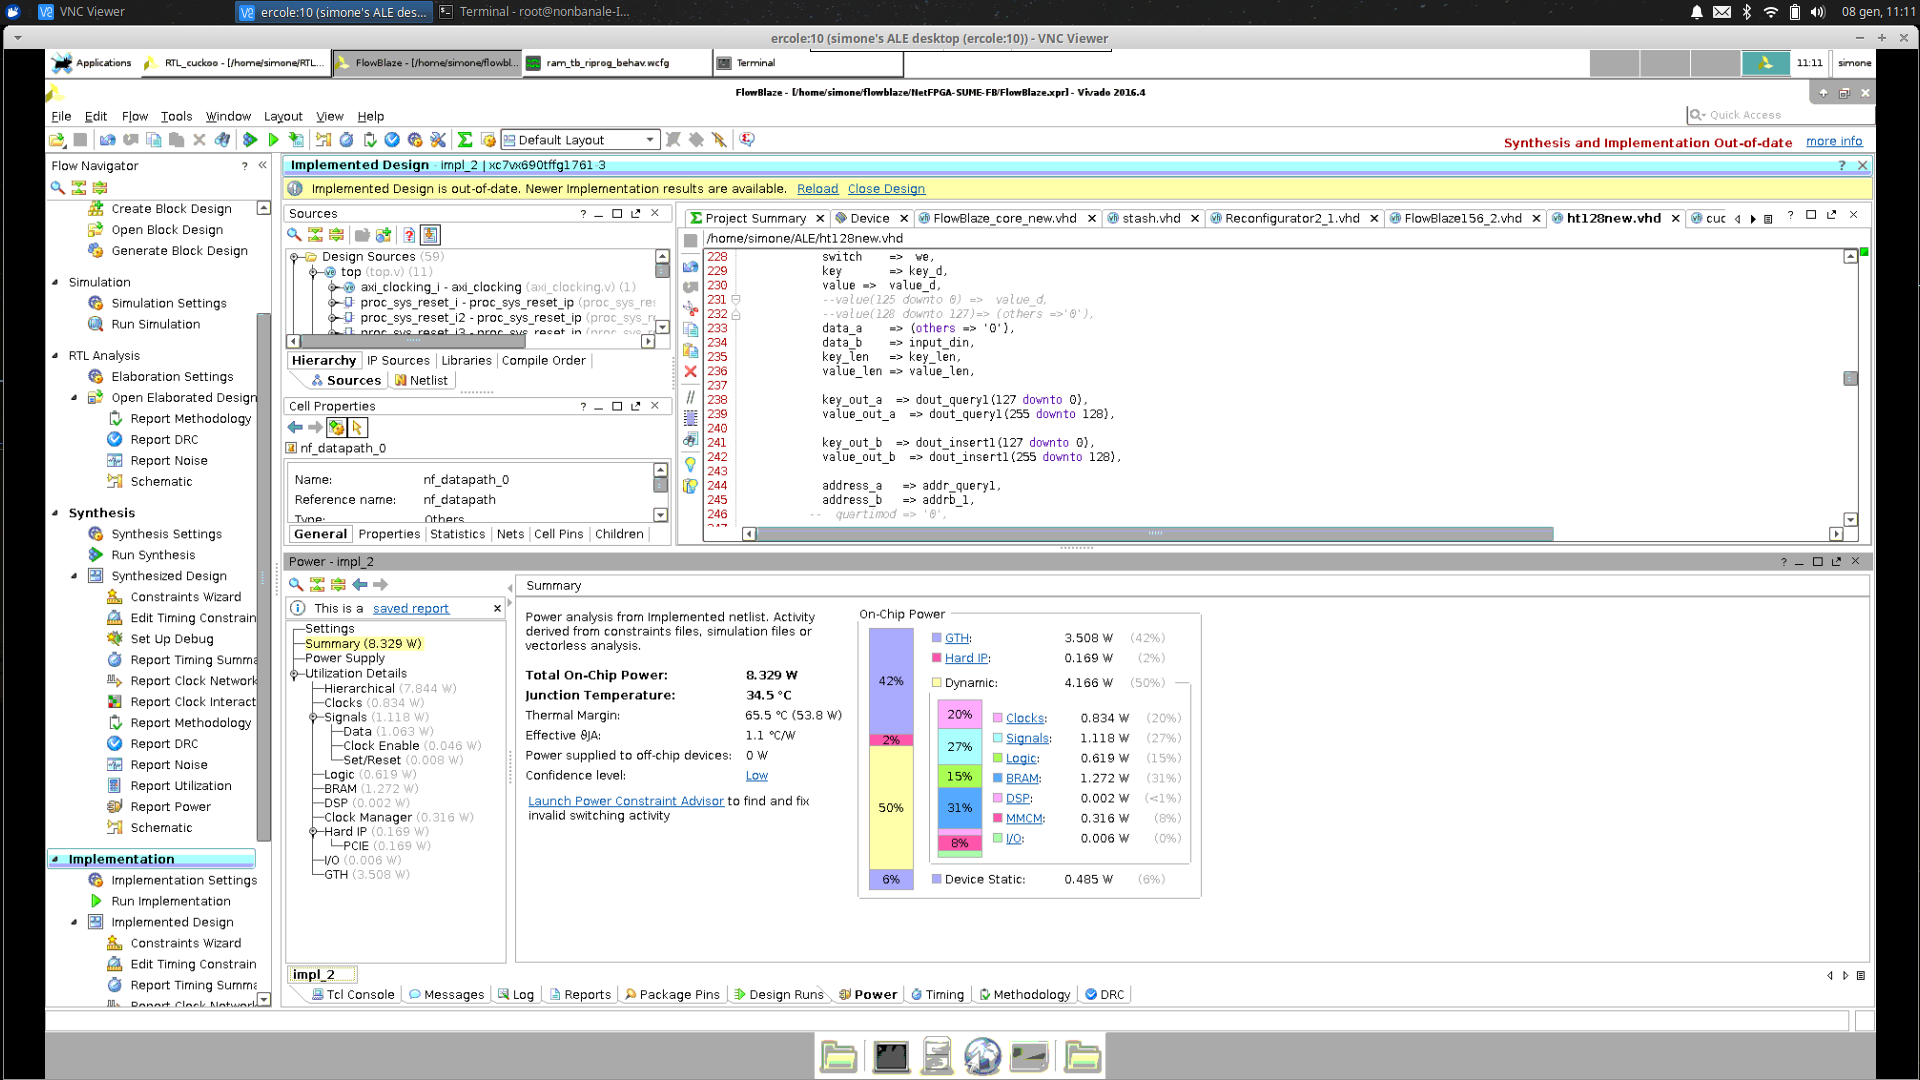 VNC Viewer
ercole:10 (simone's ALE des...
Terminal - root@nonbanale-l...
08 gen, 11:11
ercole:10 (simone's ALE desktop (ercole:10)) - VNC Viewer
Applications
RTL_cuckoo - [/home/simone/RTL...
FlowBlaze - [/home/simone/flowbl...
ram_tb_riprog_behav.wcfg
Terminal
11:11
simone
FlowBlaze - [/home/simone/flowblaze/NetFPGA-SUME-FB/FlowBlaze.xpr] - Vivado 2016.4
File Edit Flow Tools Window Layout View Help
Quick Access
Default Layout
Synthesis and Implementation Out-of-date more info
Flow Navigator
Create Block Design
Open Block Design
Generate Block Design
Simulation
Simulation Settings
Run Simulation
RTL Analysis
Elaboration Settings
Open Elaborated Design
Report Methodology
Report DRC
Report Noise
Schematic
Synthesis
Synthesis Settings
Run Synthesis
Synthesized Design
Constraints Wizard
Edit Timing Constrain
Set Up Debug
Report Timing Summa
Report Clock Network
Report Clock Interact
Report Methodology
Report DRC
Report Noise
Report Utilization
Report Power
Schematic
Implementation
Implementation Settings
Run Implementation
Implemented Design
Constraints Wizard
Edit Timing Constrain
Report Timing Summa
Report Clock Network
Implemented Design - impl_2 | xc7vx690tffg1761-3
Implemented Design is out-of-date. Newer Implementation results are available. Reload Close Design
Sources
Design Sources (59)
top (top.v) (11)
axi_clocking_i - axi_clocking (axi_clocking.v) (1)
proc_sys_reset_i - proc_sys_reset_ip (proc_sys_res
proc_sys_reset_i2 - proc_sys_reset_ip (proc_sys_r
proc_sys_reset_i3 - proc_sys_reset_ip (proc_sys_r
Hierarchy IP Sources Libraries Compile Order
Sources Netlist
Cell Properties
nf_datapath_0
Name: nf_datapath_0
Reference name: nf_datapath
Type: Others
General Properties Statistics Nets Cell Pins Children
Project Summary
Device
FlowBlaze_core_new.vhd
stash.vhd
Reconfigurator2_1.vhd
FlowBlaze156_2.vhd
ht128new.vhd
cuc
/home/simone/ALE/ht128new.vhd
228 switch => we,
229 key => key_d,
230 value => value_d,
231 --value(125 downto 0) => value_d,
232 --value(128 downto 127)=> (others =>'0'),
233 data_a => (others => '0'),
234 data_b => input_din,
235 key_len => key_len,
236 value_len => value_len,
237
238 key_out_a => dout_query1(127 downto 0),
239 value_out_a => dout_query1(255 downto 128),
240
241 key_out_b => dout_insert1(127 downto 0),
242 value_out_b => dout_insert1(255 downto 128),
243
244 address_a => addr_query1,
245 address_b => addrb_1,
246 -- quartimod => '0',
247
Power - impl_2
This is a saved report
Settings
Summary (8.329 W)
Power Supply
Utilization Details
Hierarchical (7.844 W)
Clocks (0.834 W)
Signals (1.118 W)
Data (1.063 W)
Clock Enable (0.046 W)
Set/Reset (0.008 W)
Logic (0.619 W)
BRAM (1.272 W)
DSP (0.002 W)
Clock Manager (0.316 W)
Hard IP (0.169 W)
PCIE (0.169 W)
I/O (0.006 W)
GTH (3.508 W)
Summary
Power analysis from Implemented netlist. Activity
derived from constraints files, simulation files or
vectorless analysis.
Total On-Chip Power: 8.329 W
Junction Temperature: 34.5 °C
Thermal Margin: 65.5 °C (53.8 W)
Effective ϑJA: 1.1 °C/W
Power supplied to off-chip devices: 0 W
Confidence level: Low
Launch Power Constraint Advisor to find and fix
invalid switching activity
On-Chip Power
42%
2%
50%
6%
20%
27%
15%
31%
8%
GTH: 3.508 W (42%)
Hard IP: 0.169 W (2%)
Dynamic: 4.166 W (50%)
Clocks: 0.834 W (20%)
Signals: 1.118 W (27%)
Logic: 0.619 W (15%)
BRAM: 1.272 W (31%)
DSP: 0.002 W (<1%)
MMCM: 0.316 W (8%)
I/O: 0.006 W (0%)
Device Static: 0.485 W (6%)
impl_2
Tcl Console Messages Log Reports Package Pins Design Runs Power Timing Methodology DRC